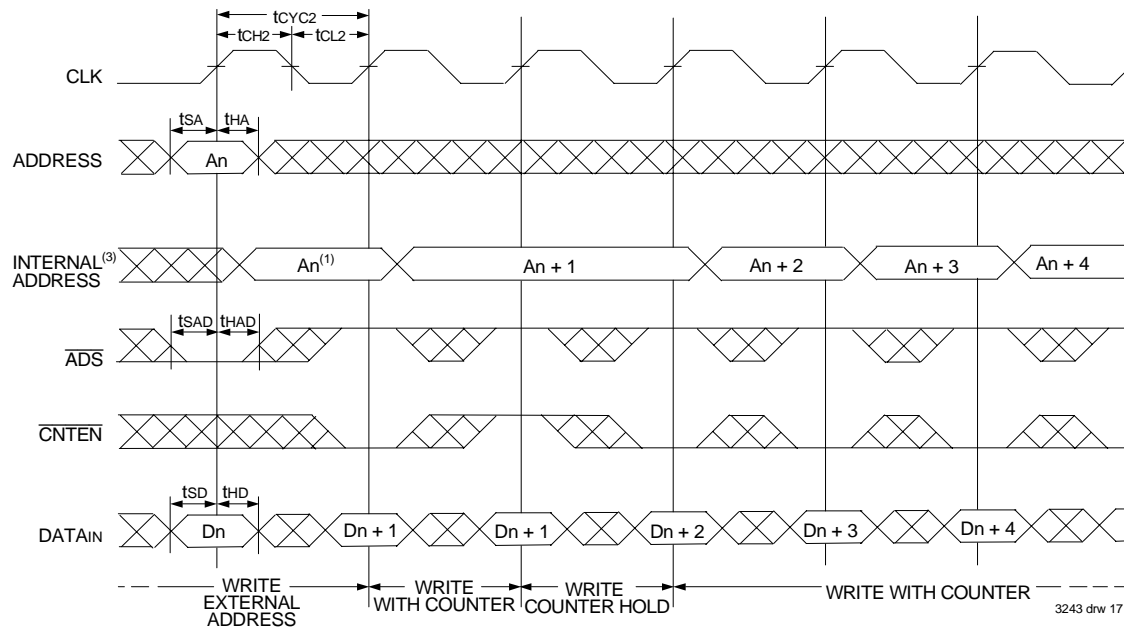 tCYC2
tCH2 tCL2
CLK
tSA tHA
ADDRESS An
INTERNAL(3) ADDRESS An(1) An + 1 An + 2 An + 3 An + 4
tSAD tHAD
ADS
CNTEN
tSD tHD
DATAIN Dn Dn + 1 Dn + 1 Dn + 2 Dn + 3 Dn + 4
WRITE EXTERNAL ADDRESS
WRITE WITH COUNTER
WRITE COUNTER HOLD
WRITE WITH COUNTER
3243 drw 17